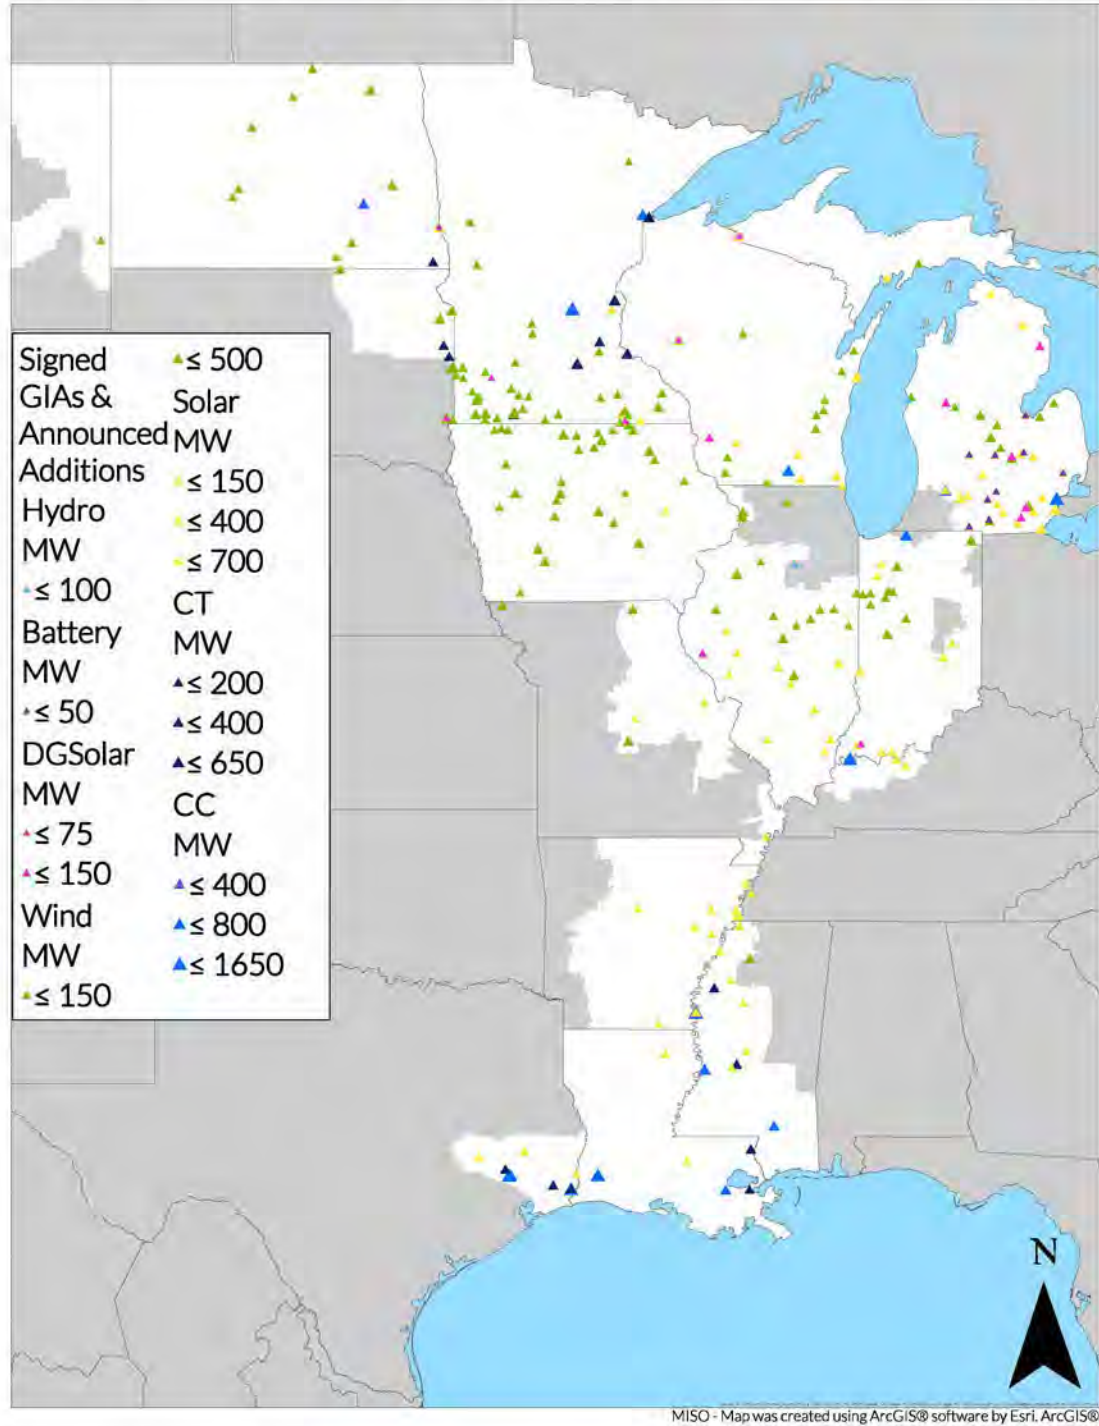 Signed
GIAs &
Announced
Additions
Hydro
MW
≤ 100
Battery
MW
≤ 50
DGSolar
MW
≤ 75
≤ 150
Wind
MW
≤ 150
≤ 500
Solar
MW
≤ 150
≤ 400
≤ 700
CT
MW
≤ 200
≤ 400
≤ 650
CC
MW
≤ 400
≤ 800
≤ 1650
N
MISO - Map was created using ArcGIS® software by Esri. ArcGIS®